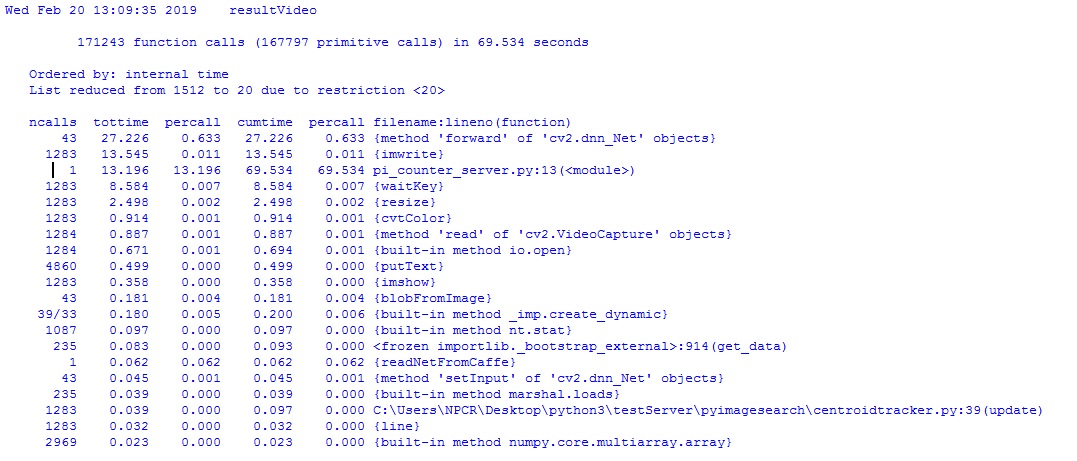 Wed Feb 20 13:09:35 2019    resultVideo
171243 function calls (167797 primitive calls) in 69.534 seconds
Ordered by: internal time
List reduced from 1512 to 20 due to restriction <20>
ncalls  tottime  percall  cumtime  percall filename:lineno(function)
43   27.226    0.633   27.226    0.633 {method 'forward' of 'cv2.dnn_Net' objects}
1283   13.545    0.011   13.545    0.011 {imwrite}
1   13.196   13.196   69.534   69.534 pi_counter_server.py:13(<module>)
1283    8.584    0.007    8.584    0.007 {waitKey}
1283    2.498    0.002    2.498    0.002 {resize}
1283    0.914    0.001    0.914    0.001 {cvtColor}
1284    0.887    0.001    0.887    0.001 {method 'read' of 'cv2.VideoCapture' objects}
1284    0.671    0.001    0.694    0.001 {built-in method io.open}
4860    0.499    0.000    0.499    0.000 {putText}
1283    0.358    0.000    0.358    0.000 {imshow}
43    0.181    0.004    0.181    0.004 {blobFromImage}
39/33    0.180    0.005    0.200    0.006 {built-in method _imp.create_dynamic}
1087    0.097    0.000    0.097    0.000 {built-in method nt.stat}
235    0.083    0.000    0.093    0.000 <frozen importlib._bootstrap_external>:914(get_data)
1    0.062    0.062    0.062    0.062 {readNetFromCaffe}
43    0.045    0.001    0.045    0.001 {method 'setInput' of 'cv2.dnn_Net' objects}
235    0.039    0.000    0.039    0.000 {built-in method marshal.loads}
1283    0.039    0.000    0.097    0.000 C:\Users\NPCR\Desktop\python3\testServer\pyimagesearch\centroidtracker.py:39(update)
1283    0.032    0.000    0.032    0.000 {line}
2969    0.023    0.000    0.023    0.000 {built-in method numpy.core.multiarray.array}